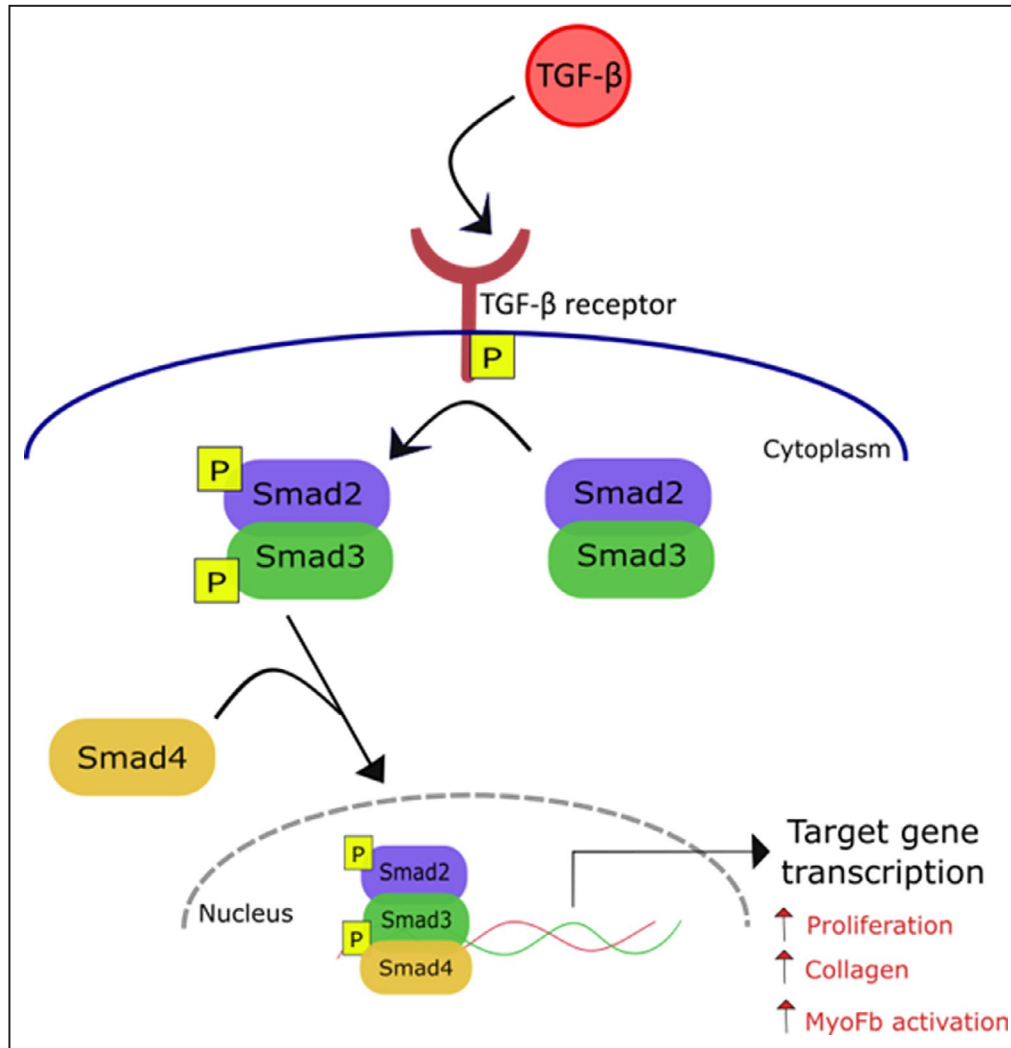 TGF-β
TGF-β receptor
P
Cytoplasm
P
Smad2
Smad3
P
Smad2
Smad3
Smad4
Nucleus
P
Smad2
Smad3
P
Smad4
Target gene
transcription
Proliferation
Collagen
MyoFb activation